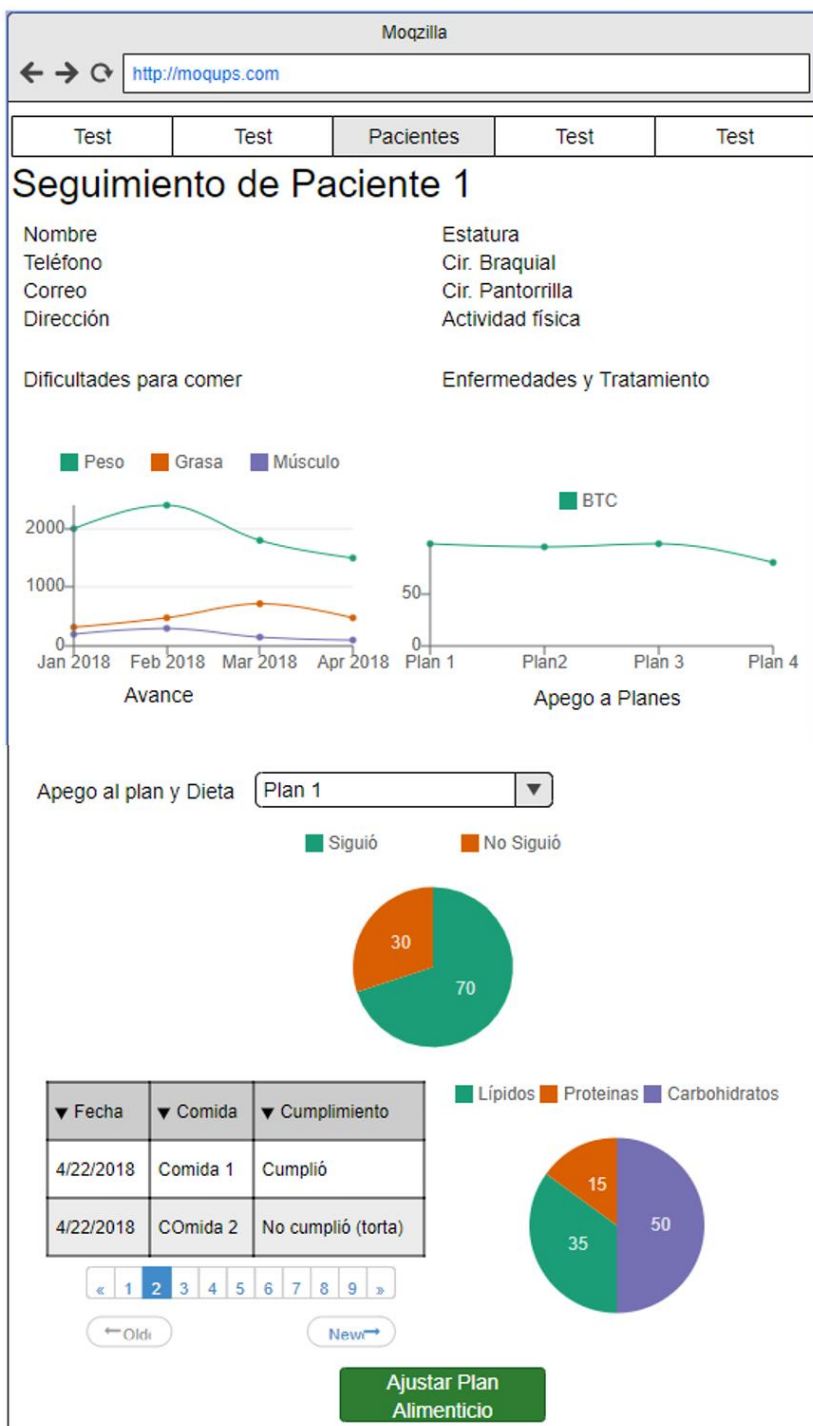 Moqzilla
http://moqups.com
Test Test Pacientes Test Test
Seguimiento de Paciente 1
Nombre Estatura
Teléfono Cir. Braquial
Correo Cir. Pantorrilla
Dirección Actividad física
Dificultades para comer Enfermedades y Tratamiento
Peso Grasa Músculo
BTC
2000
1000
50
0 0
Jan 2018 Feb 2018 Mar 2018 Apr 2018 Plan 1 Plan2 Plan 3 Plan 4
Avance Apego a Planes
Apego al plan y Dieta Plan 1 ▼
Siguió No Siguió
30
70
Lípidos Proteinas Carbohidratos
▼ Fecha ▼ Comida ▼ Cumplimiento
4/22/2018 Comida 1 Cumplió
15
50
35
4/22/2018 COmida 2 No cumplió (torta)
« 1 2 3 4 5 6 7 8 9 »
←Olde New→
Ajustar Plan
Alimenticio